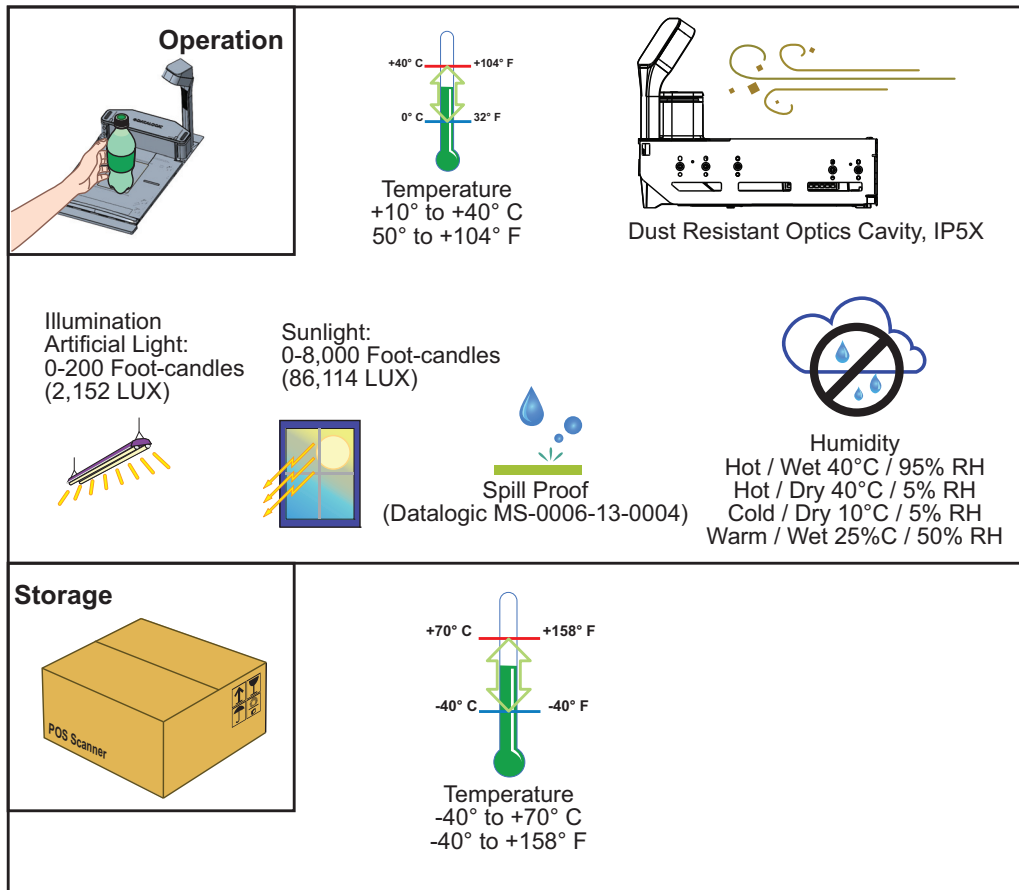 Operation
+40° C
+104° F
0° C
32° F
Temperature
+10° to +40° C
50° to +104° F
Dust Resistant Optics Cavity, IP5X
Illumination
Artificial Light:
0-200 Foot-candles
(2,152 LUX)
Sunlight:
0-8,000 Foot-candles
(86,114 LUX)
Spill Proof
(Datalogic MS-0006-13-0004)
Humidity
Hot / Wet 40°C / 95% RH
Hot / Dry 40°C / 5% RH
Cold / Dry 10°C / 5% RH
Warm / Wet 25%C / 50% RH
Storage
POS Scanner
+70° C
+158° F
-40° C
-40° F
Temperature
-40° to +70° C
-40° to +158° F